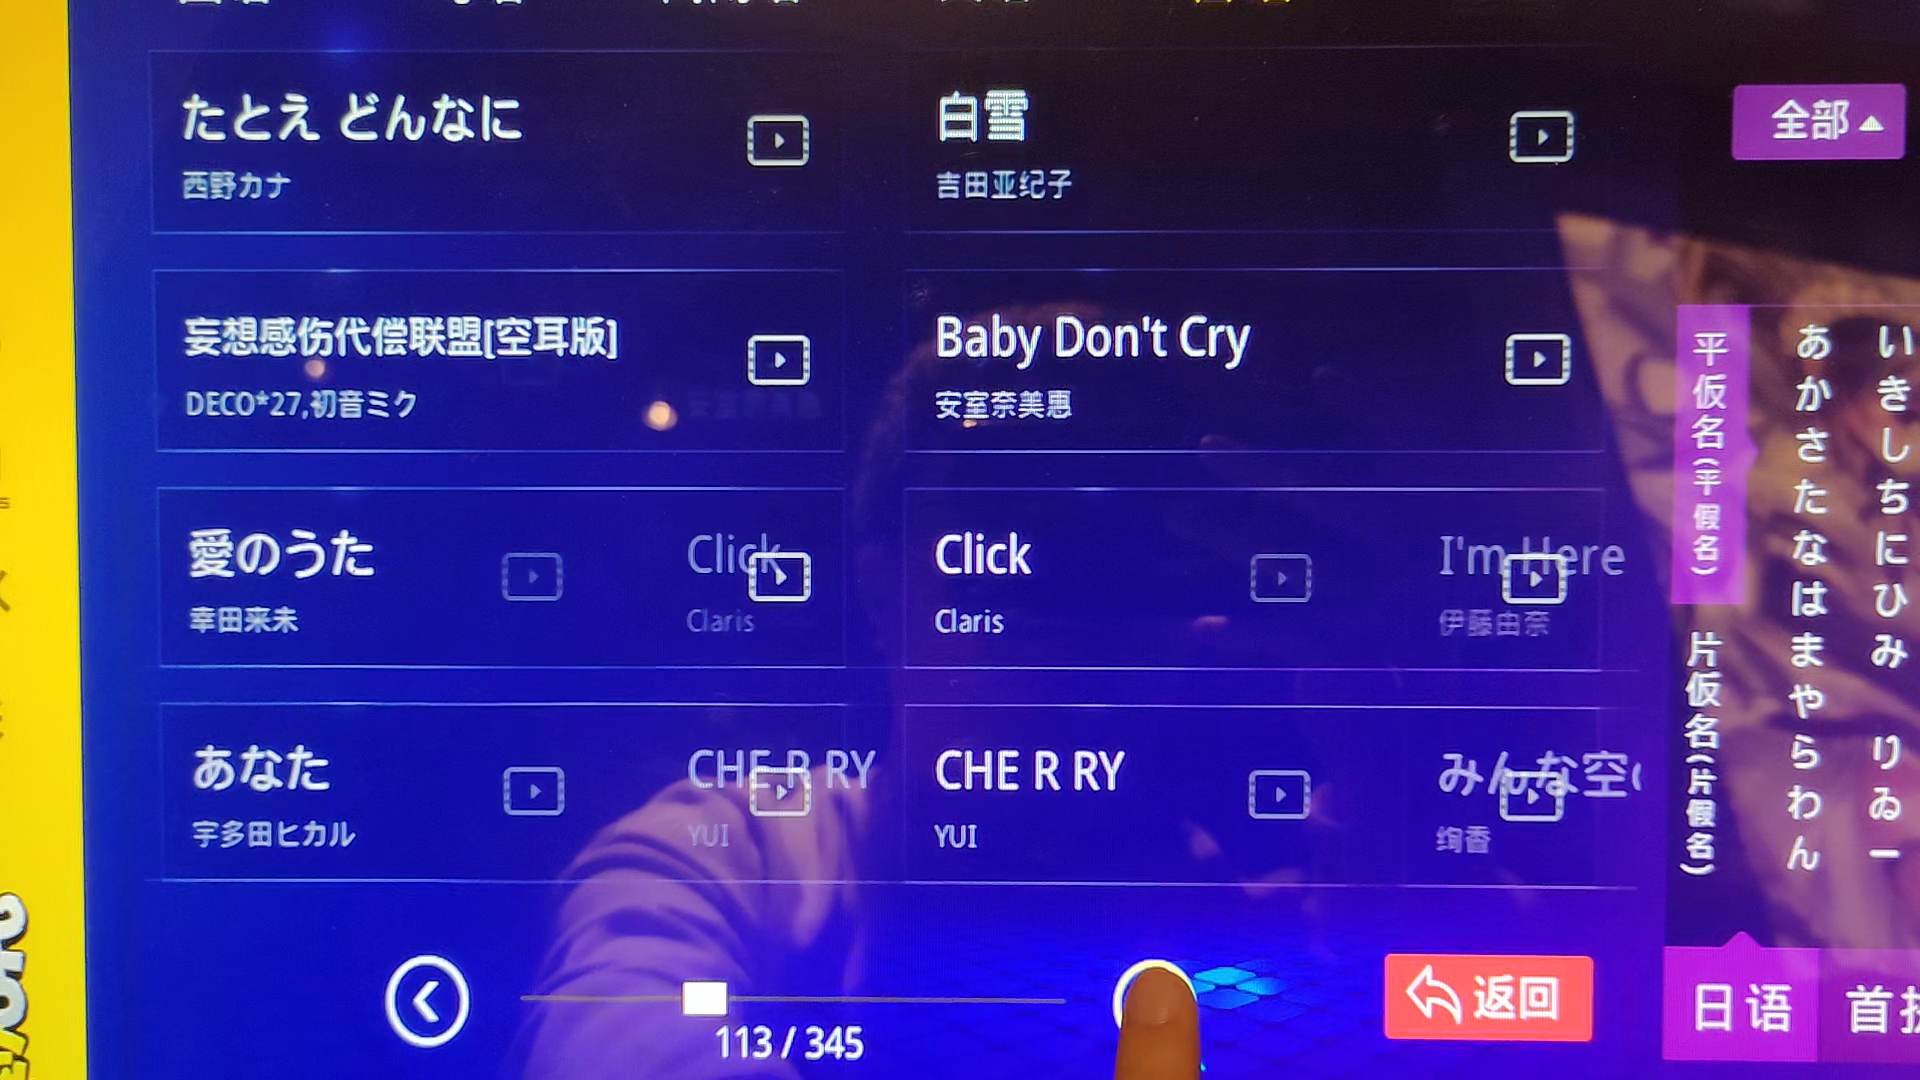 たとえ どんなに
西野カナ
白雪
吉田亚纪子
全部
妄想感伤代偿联盟[空耳版]
DECO*27,初音ミク
Baby Don't Cry
安室奈美惠
愛のうた
幸田来未
Click
Claris
Click
Claris
I'm Here
伊藤由奈
あなた
宇多田ヒカル
CHE R RY
YUI
CHE R RY
YUI
みんな空
绚香
平仮名(平假名)
片仮名(片假名)
あかさたなはまやらわん
いきしちにひみ りゐー
113 / 345
返回
日语
首